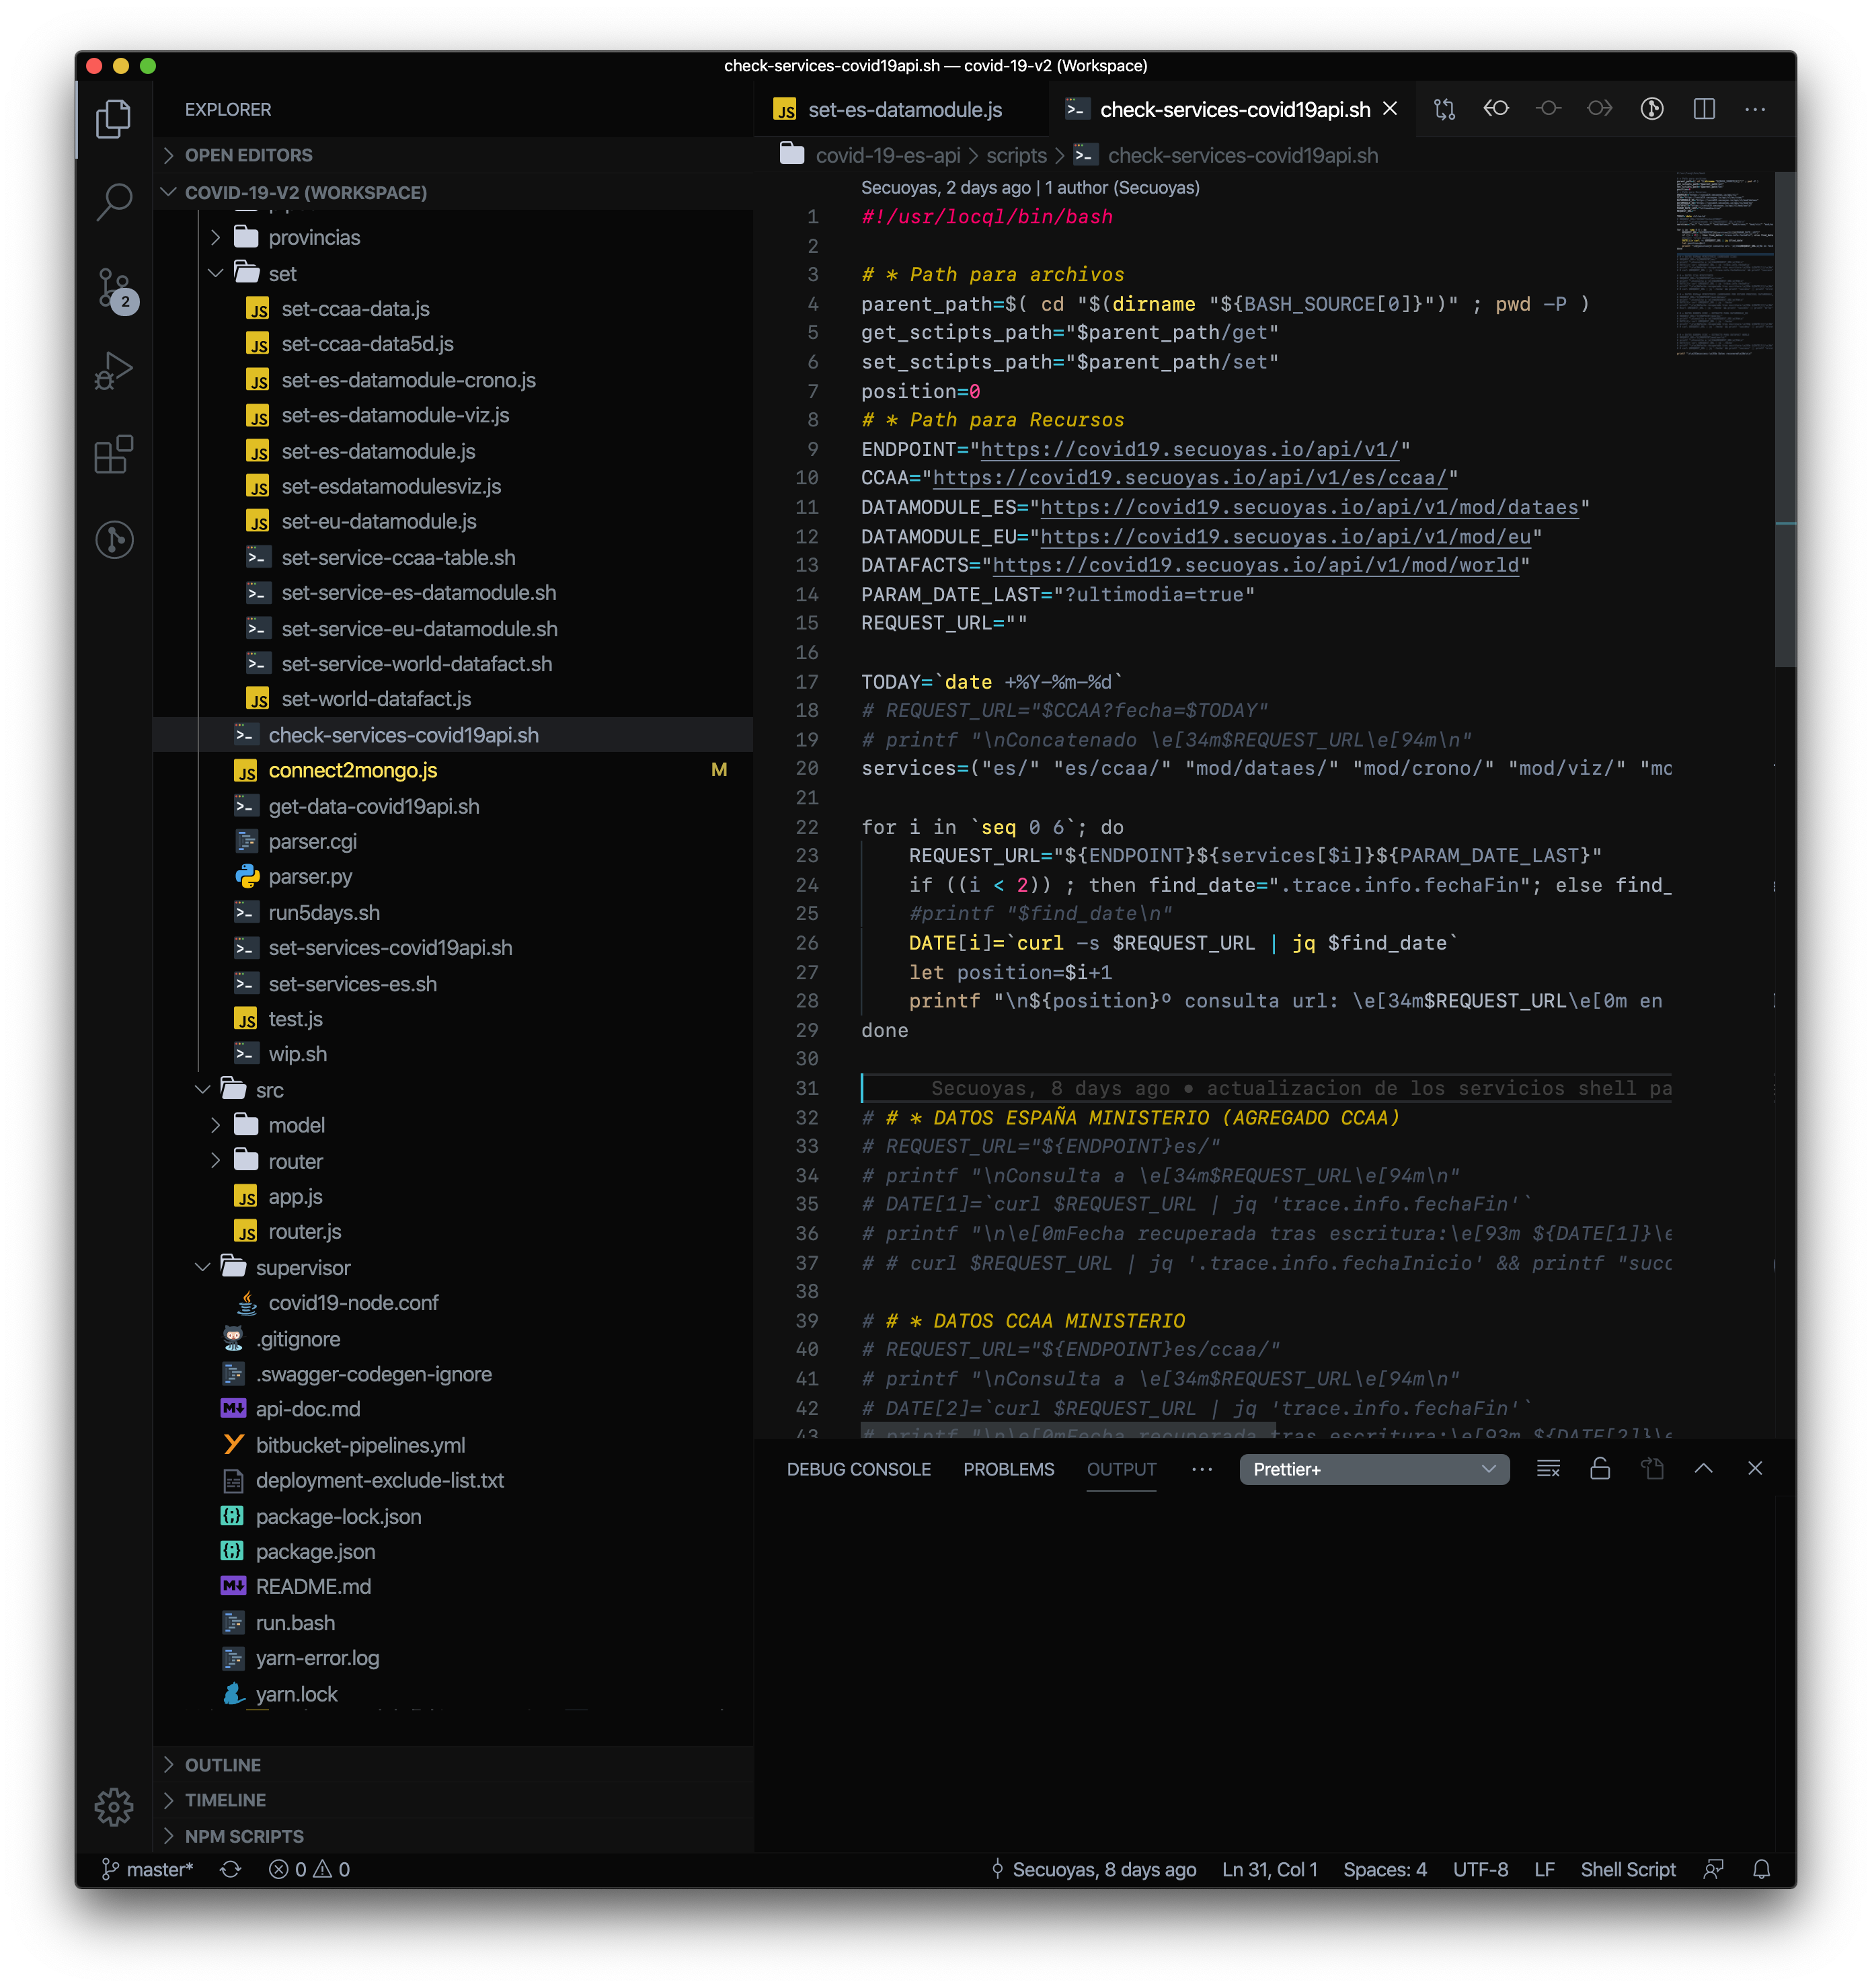 check-services-covid19api.sh — covid-19-v2 (Workspace)
EXPLORER
OPEN EDITORS
COVID-19-V2 (WORKSPACE)
provincias
set
set-ccaa-data.js
set-ccaa-data5d.js
set-es-datamodule-crono.js
set-es-datamodule-viz.js
set-es-datamodule.js
set-esdatamodulesviz.js
set-eu-datamodule.js
set-service-ccaa-table.sh
set-service-es-datamodule.sh
set-service-eu-datamodule.sh
set-service-world-datafact.sh
set-world-datafact.js
check-services-covid19api.sh
connect2mongo.js M
get-data-covid19api.sh
parser.cgi
parser.py
run5days.sh
set-services-covid19api.sh
set-services-es.sh
test.js
wip.sh
src
model
router
app.js
router.js
supervisor
covid19-node.conf
.gitignore
.swagger-codegen-ignore
api-doc.md
bitbucket-pipelines.yml
deployment-exclude-list.txt
package-lock.json
package.json
README.md
run.bash
yarn-error.log
yarn.lock
OUTLINE
TIMELINE
NPM SCRIPTS
2
set-es-datamodule.js check-services-covid19api.sh
covid-19-es-api > scripts > check-services-covid19api.sh
Secuoyas, 2 days ago | 1 author (Secuoyas)
1 #!/usr/locql/bin/bash
2
3 # * Path para archivos
4 parent_path=$( cd "$(dirname "${BASH_SOURCE[0]}")" ; pwd -P )
5 get_sctipts_path="$parent_path/get"
6 set_sctipts_path="$parent_path/set"
7 position=0
8 # * Path para Recursos
9 ENDPOINT="https://covid19.secuoyas.io/api/v1/"
10 CCAA="https://covid19.secuoyas.io/api/v1/es/ccaa/"
11 DATAMODULE_ES="https://covid19.secuoyas.io/api/v1/mod/dataes"
12 DATAMODULE_EU="https://covid19.secuoyas.io/api/v1/mod/eu"
13 DATAFACTS="https://covid19.secuoyas.io/api/v1/mod/world"
14 PARAM_DATE_LAST="?ultimodia=true"
15 REQUEST_URL=""
16
17 TODAY=`date +%Y-%m-%d`
18 # REQUEST_URL="$CCAA?fecha=$TODAY"
19 # printf "\nConcatenado \e[34m$REQUEST_URL\e[94m\n"
20 services=("es/" "es/ccaa/" "mod/dataes/" "mod/crono/" "mod/viz/" "mc
21
22 for i in `seq 0 6`; do
23 REQUEST_URL="${ENDPOINT}${services[$i]}${PARAM_DATE_LAST}"
24 if ((i < 2)) ; then find_date=".trace.info.fechaFin"; else find_
25 #printf "$find_date\n"
26 DATE[i]=`curl -s $REQUEST_URL | jq $find_date`
27 let position=$i+1
28 printf "\n${position}º consulta url: \e[34m$REQUEST_URL\e[0m en
29 done
30
31 Secuoyas, 8 days ago • actualizacion de los servicios shell pa
32 # # * DATOS ESPAÑA MINISTERIO (AGREGADO CCAA)
33 # REQUEST_URL="${ENDPOINT}es/"
34 # printf "\nConsulta a \e[34m$REQUEST_URL\e[94m\n"
35 # DATE[1]=`curl $REQUEST_URL | jq 'trace.info.fechaFin'`
36 # printf "\n\e[0mFecha recuperada tras escritura:\e[93m ${DATE[1]}\e
37 # # curl $REQUEST_URL | jq '.trace.info.fechaInicio' && printf "succ
38
39 # # * DATOS CCAA MINISTERIO
40 # REQUEST_URL="${ENDPOINT}es/ccaa/"
41 # printf "\nConsulta a \e[34m$REQUEST_URL\e[94m\n"
42 # DATE[2]=`curl $REQUEST_URL | jq 'trace.info.fechaFin'`
43 # printf "\n\e[0mFecha recuperada tras escritura:\e[93m ${DATE[2]}\e
DEBUG CONSOLE PROBLEMS OUTPUT ··· Prettier+
master* 0 0 Secuoyas, 8 days ago Ln 31, Col 1 Spaces: 4 UTF-8 LF Shell Script